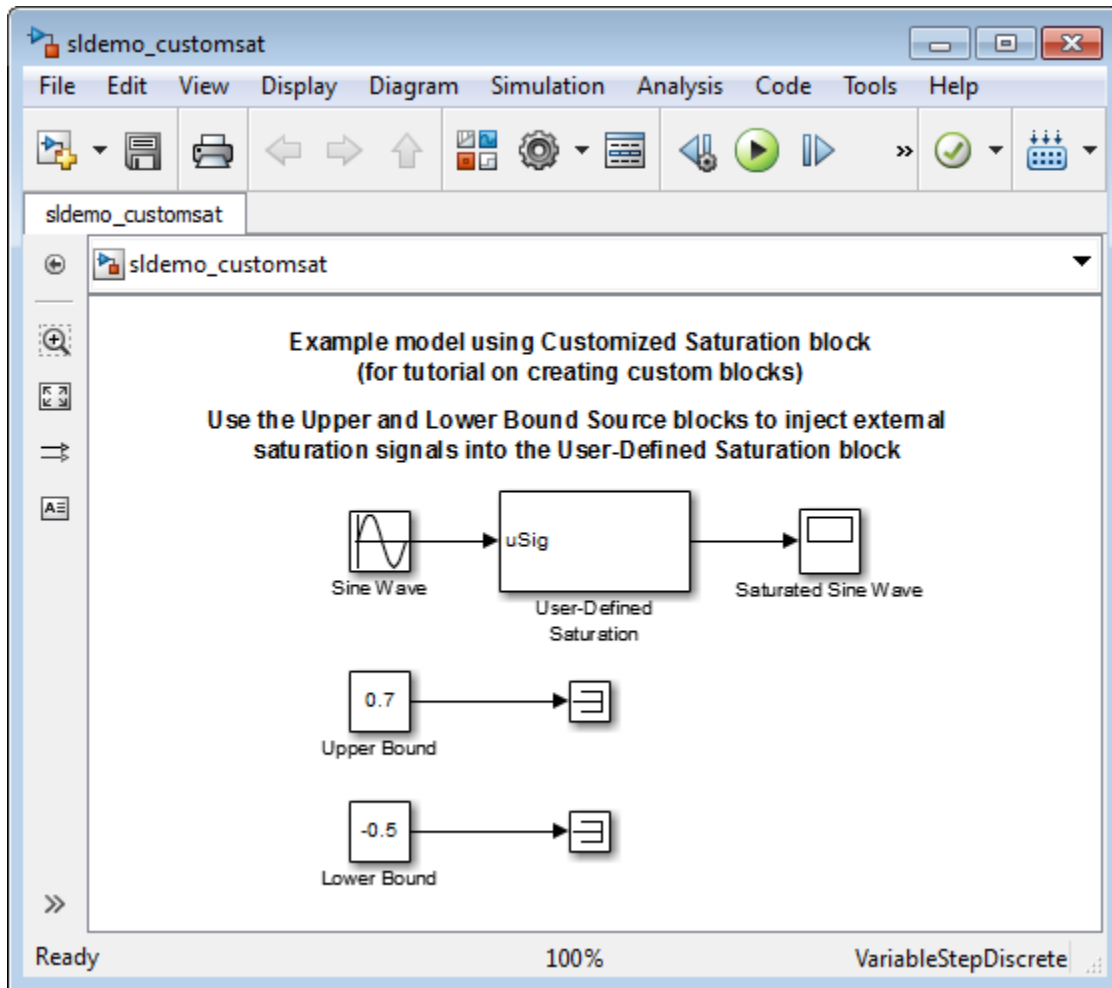 sldemo_customsat
File Edit View Display Diagram Simulation Analysis Code Tools Help
sldemo_customsat
sldemo_customsat
Example model using Customized Saturation block
(for tutorial on creating custom blocks)
Use the Upper and Lower Bound Source blocks to inject external
saturation signals into the User-Defined Saturation block
uSig
Sine Wave
User-Defined
Saturation
Saturated Sine Wave
0.7
Upper Bound
-0.5
Lower Bound
Ready 100% VariableStepDiscrete